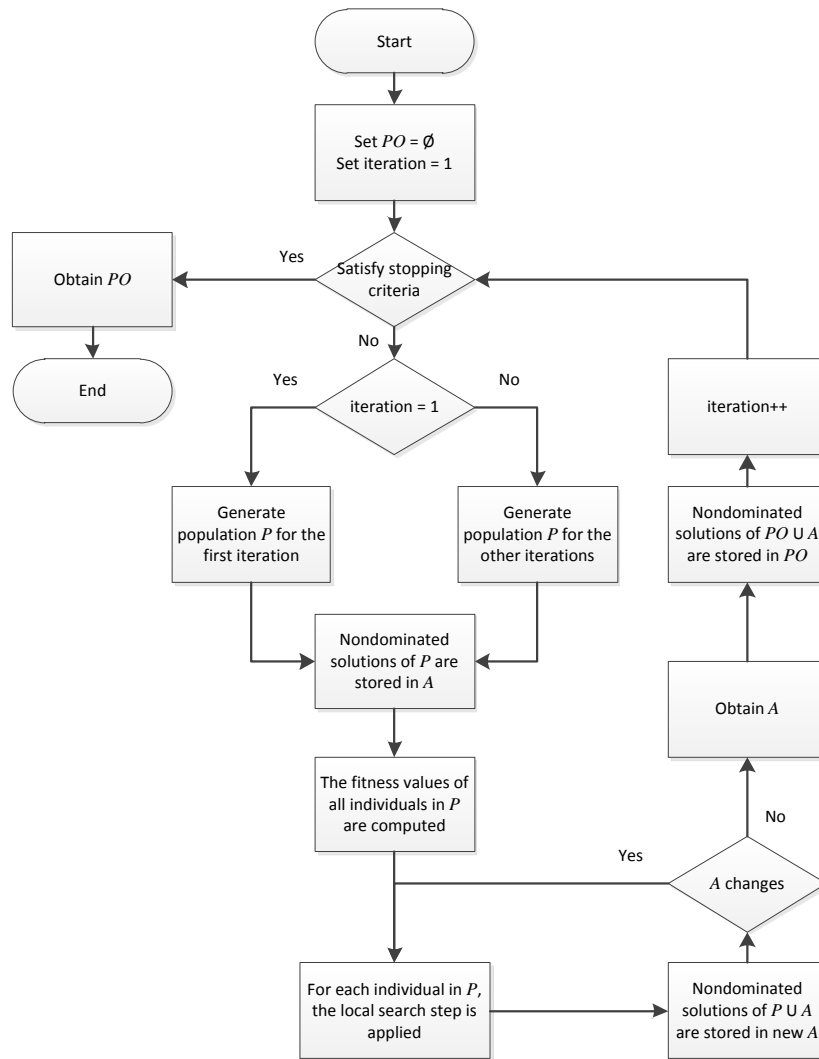 Start
Set PO = Ø
Set iteration = 1
Yes
Satisfy stopping
criteria
Obtain PO
No
End
Yes
iteration = 1
No
iteration++
Generate
population P for the
first iteration
Generate
population P for the
other iterations
Nondominated
solutions of PO U A
are stored in PO
Nondominated
solutions of P are
stored in A
Obtain A
The fitness values of
all individuals in P
are computed
No
Yes
A changes
For each individual in P,
the local search step is
applied
Nondominated
solutions of P U A
are stored in new A